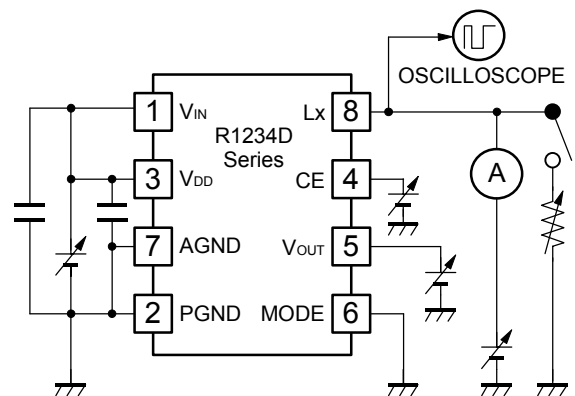 OSCILLOSCOPE
1 VIN
R1234D
Series
Lx 8
3 VDD
CE 4
A
7 AGND
VOUT 5
2 PGND
MODE 6